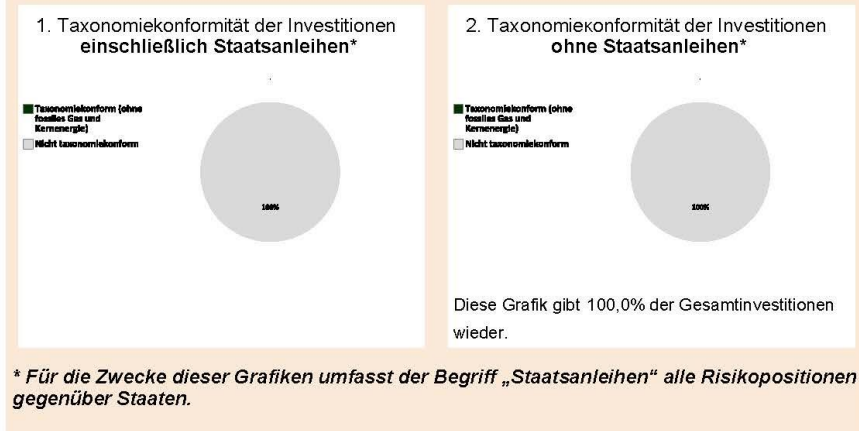 1. Taxonomiekonformität der Investitionen
einschließlich Staatsanleihen*
Taxonomiekonform (ohne
fossiles Gas und
Kernenergie)
Nicht taxonomiekonform
100%
2. Taxonomieкonformität der Investitionen
ohne Staatsanleihen*
Taxonomiekonform (ohne
fossiles Gas und
Kernenergie)
Nicht taxonomiekonform
100%
Diese Grafik gibt 100,0% der Gesamtinvestitionen
wieder.
* Für die Zwecke dieser Grafiken umfasst der Begriff „Staatsanleihen“ alle Risikopositionen
gegenüber Staaten.